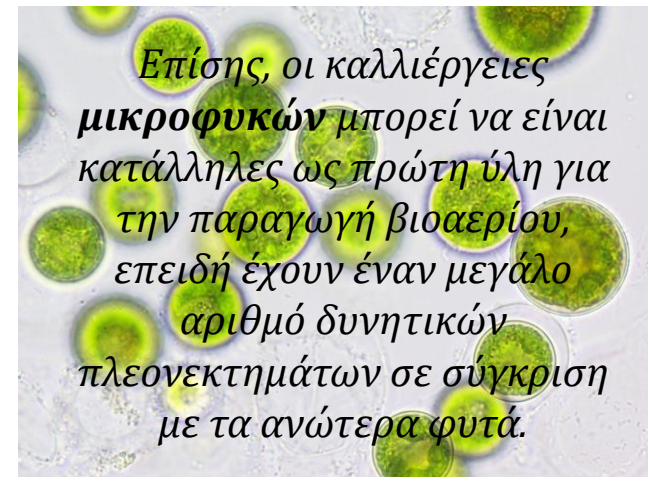 Επίσης, οι καλλιέργειες
μικροφυκών μπορεί να είναι
κατάλληλες ως πρώτη ύλη για
την παραγωγή βιοαερίου,
επειδή έχουν έναν μεγάλο
αριθμό δυνητικών
πλεονεκτημάτων σε σύγκριση
με τα ανώτερα φυτά.